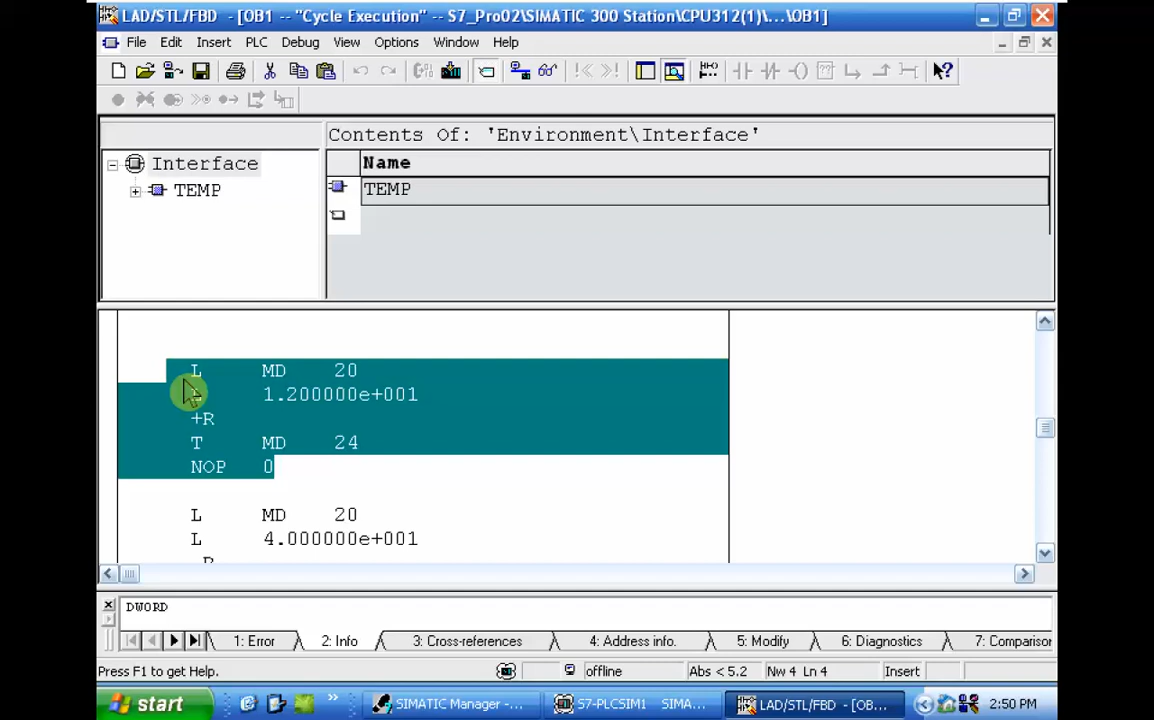 LAD/STL/FBD - [OB1 -- "Cycle Execution" -- S7_Pro02\SIMATIC 300 Station\CPU312(1)\...\OB1]
File Edit Insert PLC Debug View Options Window Help
Contents Of: 'Environment\Interface'
Interface
TEMP
Name
TEMP
L MD 20
1.200000e+001
+R
T MD 24
NOP 0
L MD 20
L 4.000000e+001
DWORD
1: Error 2: Info 3: Cross-references 4: Address info. 5: Modify 6: Diagnostics 7: Comparison
Press F1 to get Help. offline Abs < 5.2 Nw 4 Ln 4 Insert
start » SIMATIC Manager -... S7-PLCSIM1 SIMA... LAD/STL/FBD - [OB... 2:50 PM